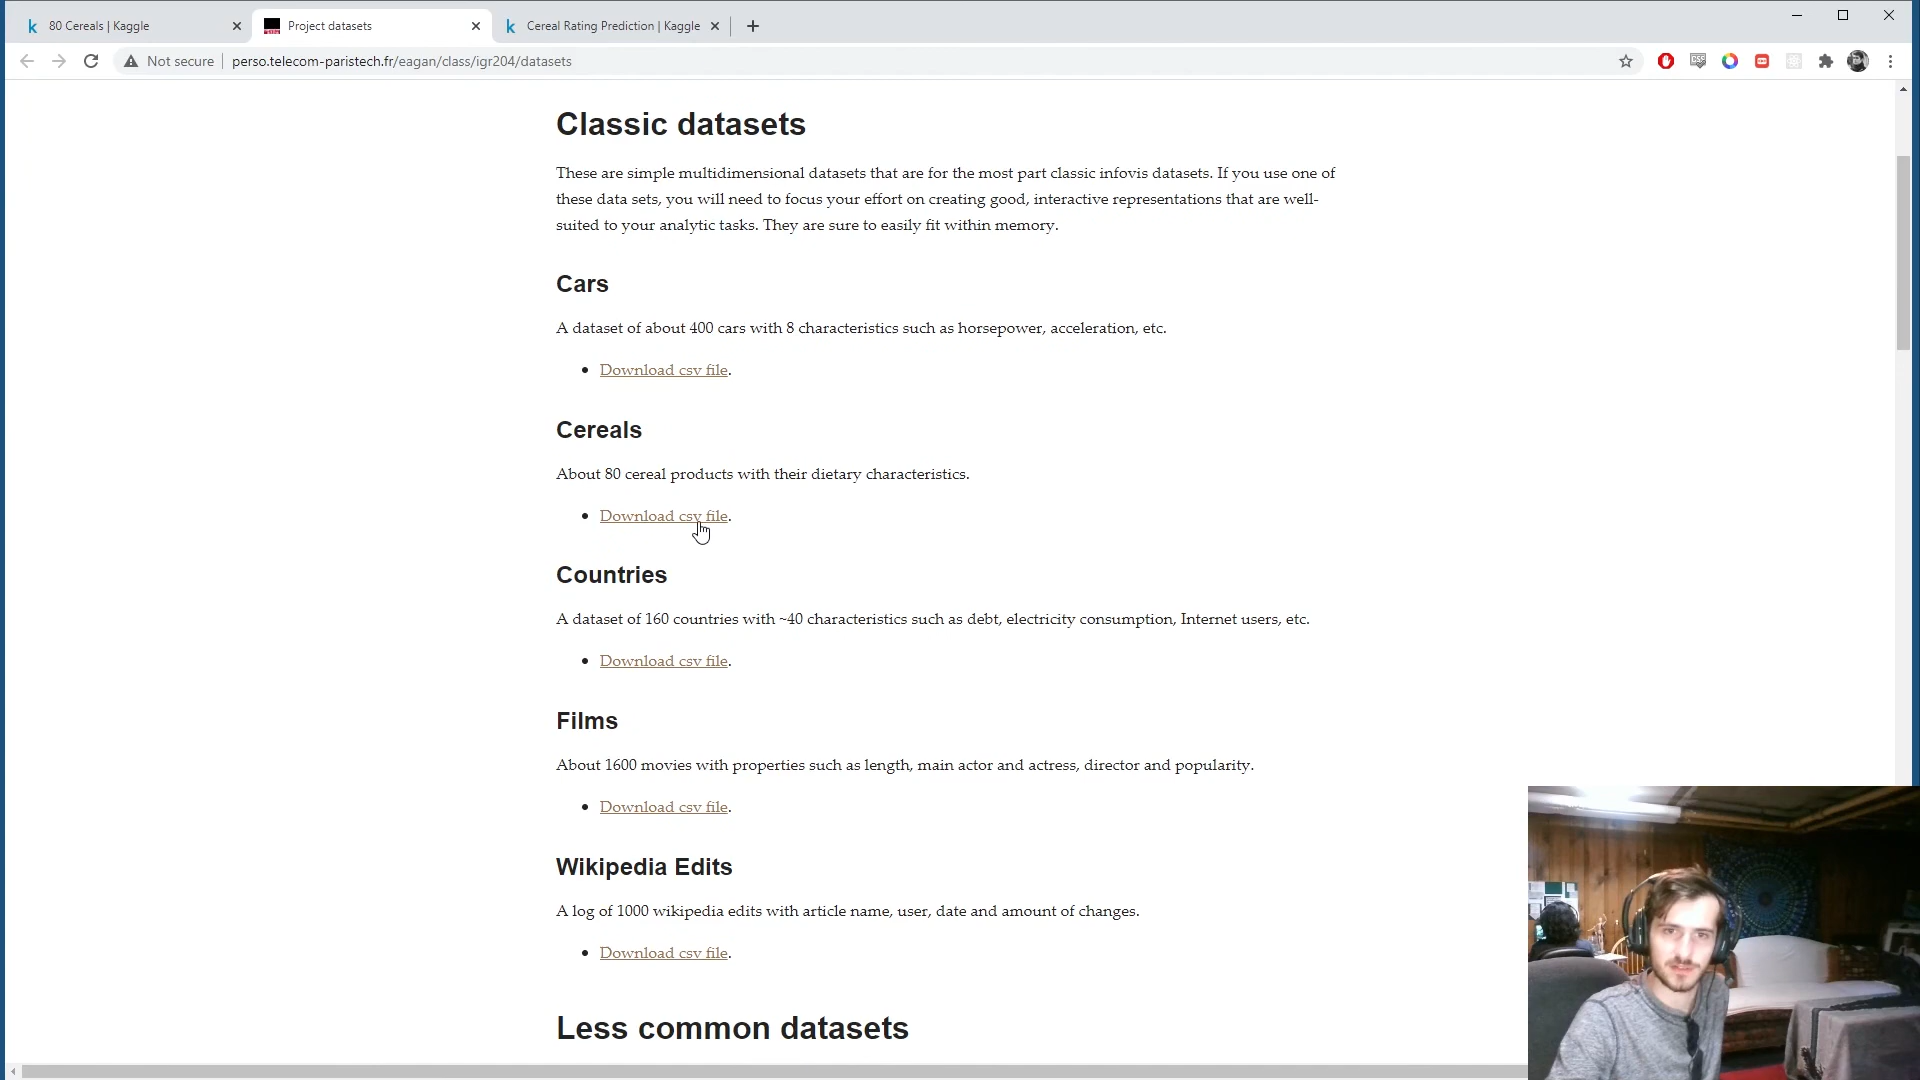 80 Cereals | Kaggle
Project datasets
Cereal Rating Prediction | Kaggle
Not secure
perso.telecom-paristech.fr/eagan/class/igr204/datasets
Classic datasets
These are simple multidimensional datasets that are for the most part classic infovis datasets. If you use one of
these data sets, you will need to focus your effort on creating good, interactive representations that are well-
suited to your analytic tasks. They are sure to easily fit within memory.
Cars
A dataset of about 400 cars with 8 characteristics such as horsepower, acceleration, etc.
Download csv file.
Cereals
About 80 cereal products with their dietary characteristics.
Download csv file.
Countries
A dataset of 160 countries with ~40 characteristics such as debt, electricity consumption, Internet users, etc.
Download csv file.
Films
About 1600 movies with properties such as length, main actor and actress, director and popularity.
Download csv file.
Wikipedia Edits
A log of 1000 wikipedia edits with article name, user, date and amount of changes.
Download csv file.
Less common datasets